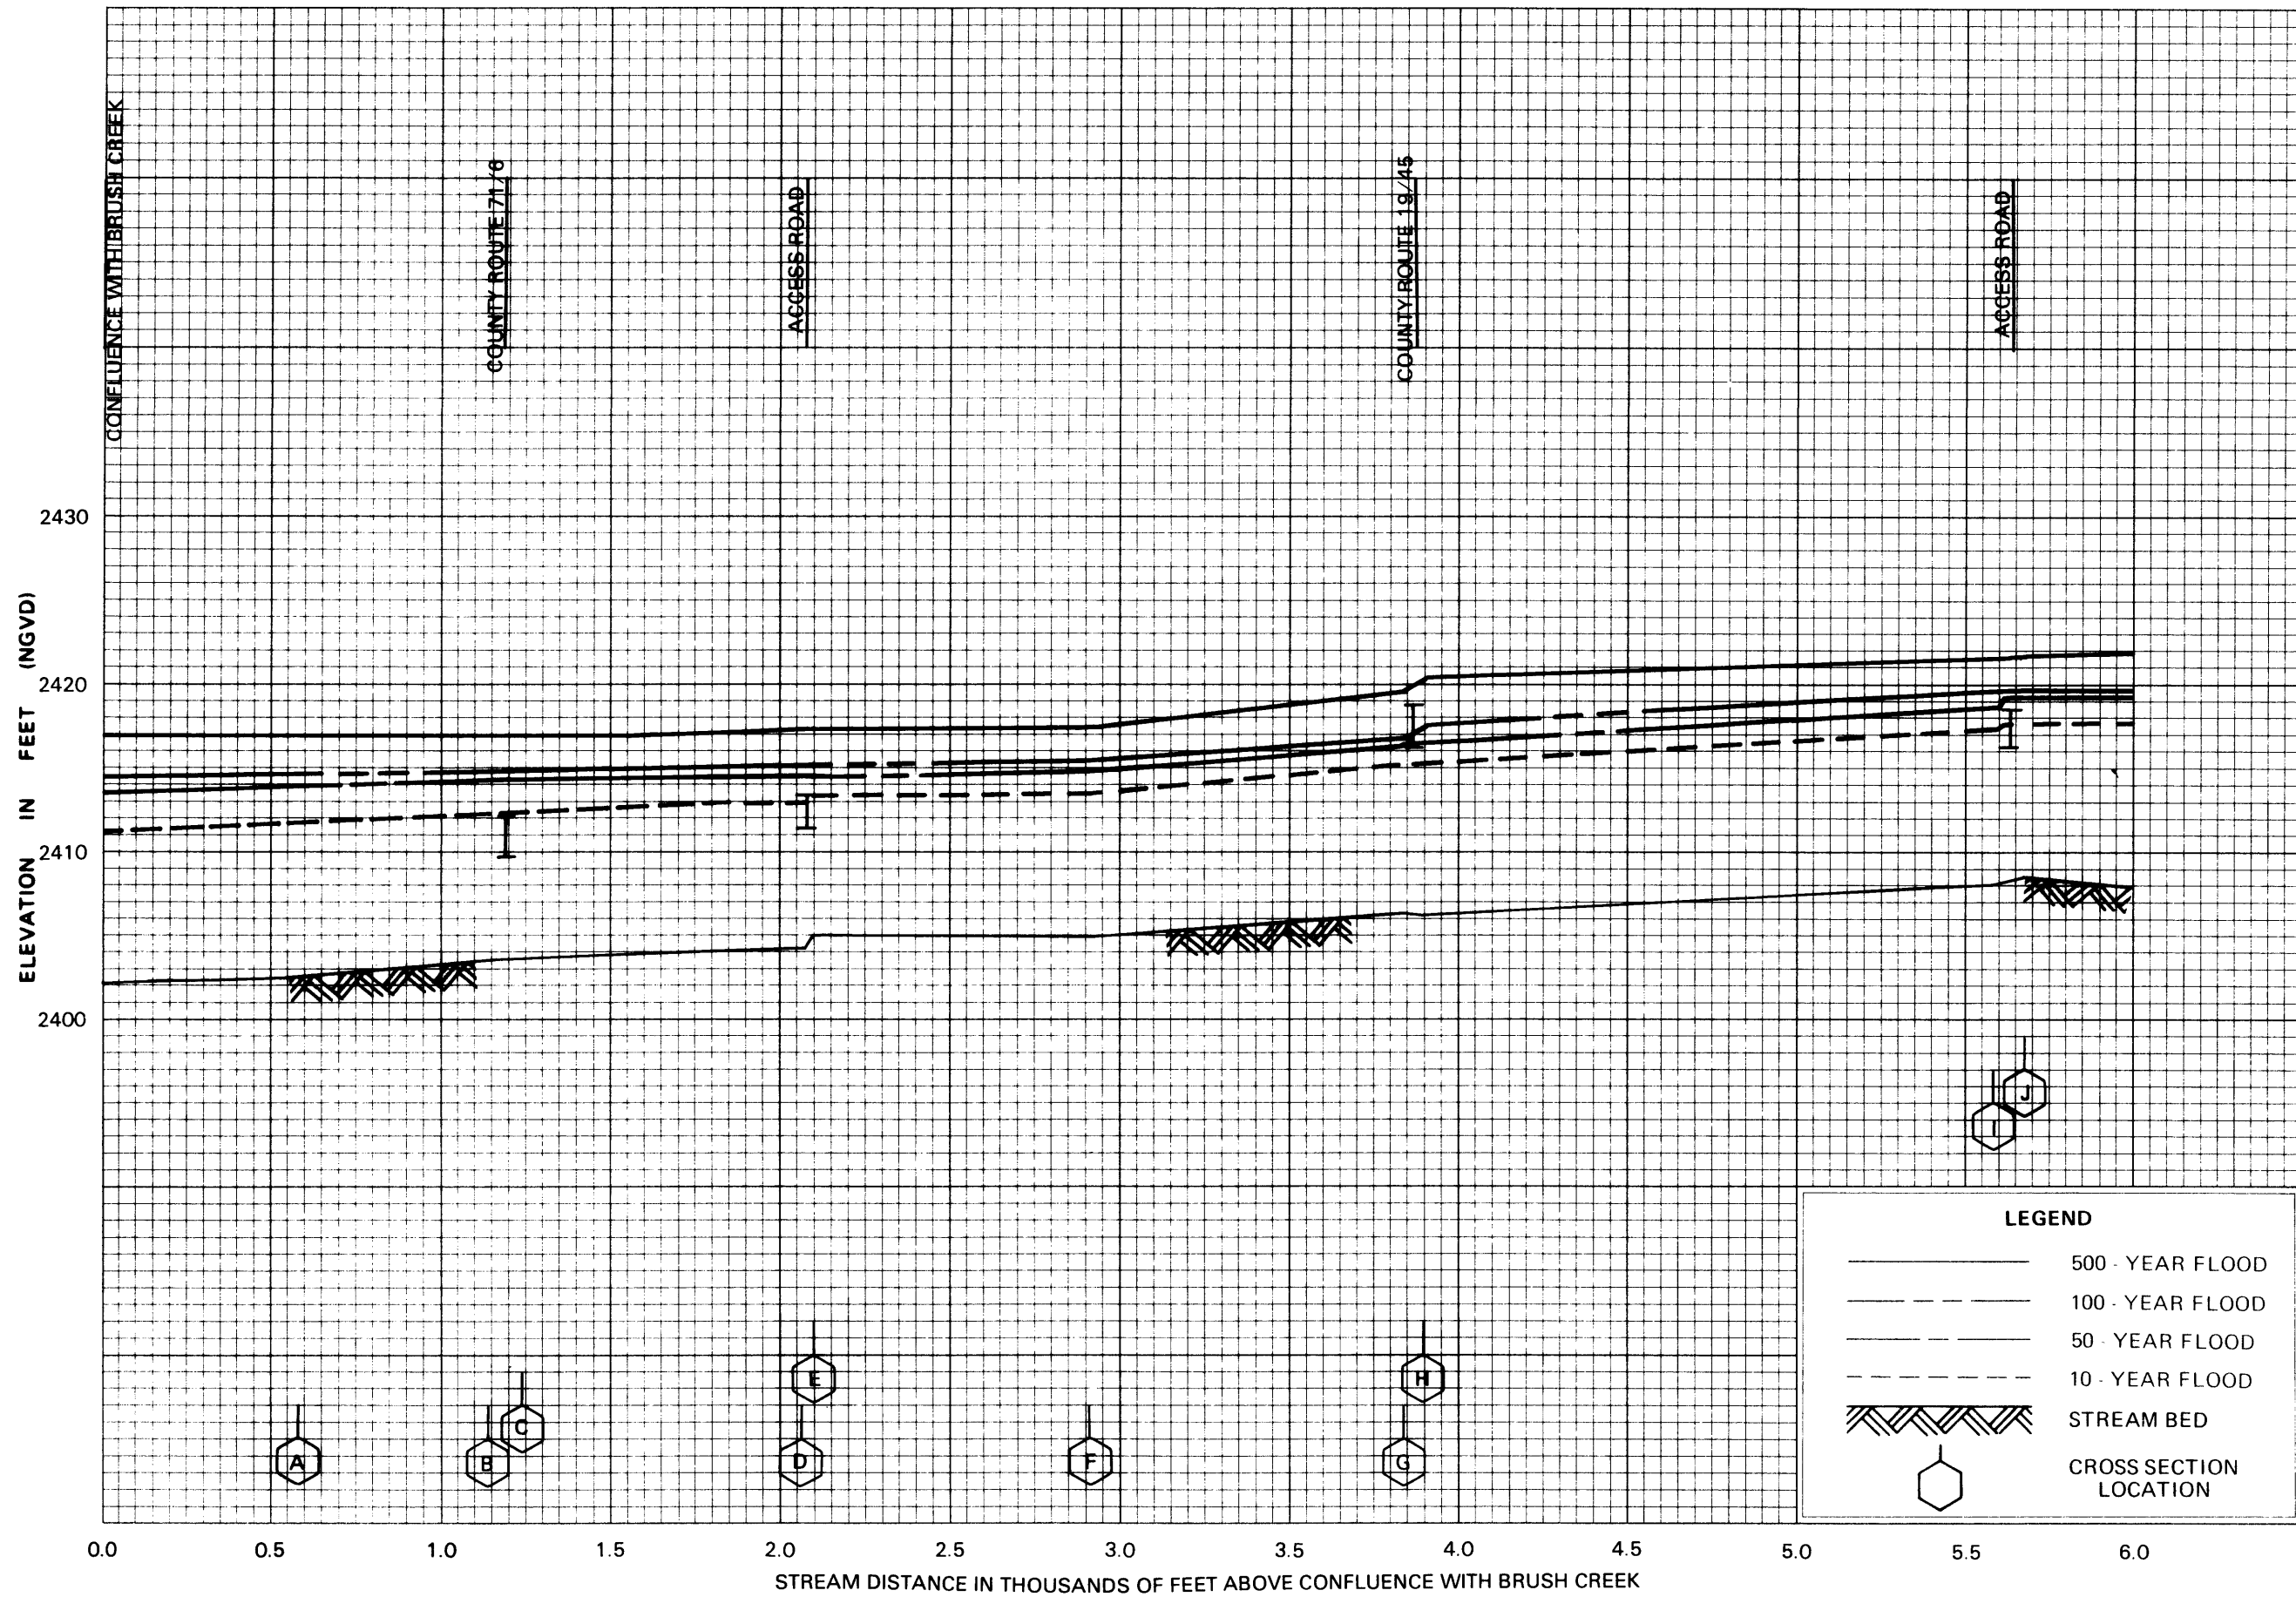 CONFLUENCE WITH BRUSH CREEK
COUNTY ROUTE 71/6
ACCESS ROAD
COUNTY ROUTE 19/45
ACCESS ROAD
ELEVATION IN FEET (NGVD)
2430
2420
2410
2400
J
I
E
H
C
A
B
D
F
G
LEGEND
500 - YEAR FLOOD
100 - YEAR FLOOD
50 - YEAR FLOOD
10 - YEAR FLOOD
STREAM BED
CROSS SECTION
LOCATION
0.0 0.5 1.0 1.5 2.0 2.5 3.0 3.5 4.0 4.5 5.0 5.5 6.0
STREAM DISTANCE IN THOUSANDS OF FEET ABOVE CONFLUENCE WITH BRUSH CREEK